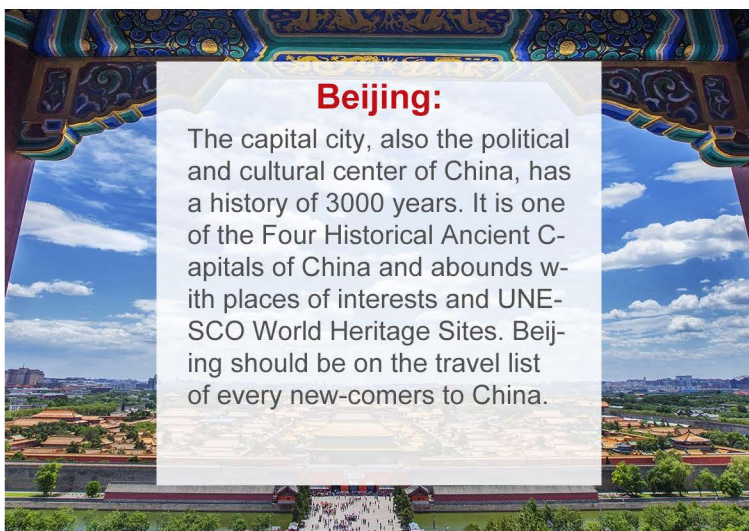 Beijing:
The capital city, also the political
and cultural center of China, has
a history of 3000 years. It is one
of the Four Historical Ancient C-
apitals of China and abounds w-
ith places of interests and UNE-
SCO World Heritage Sites. Beij-
ing should be on the travel list
of every new-comers to China.